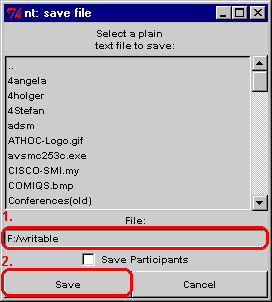 nt: save file
Select a plain
text file to save:
..
4angela
4holger
4Stefan
adsm
ATHOC-Logo.gif
avsmc253c.exe
CISCO-SMI.my
COMIQS.bmp
Conferences(old)
1.
File:
F:/writable
2.
Save Participants
Save
Cancel